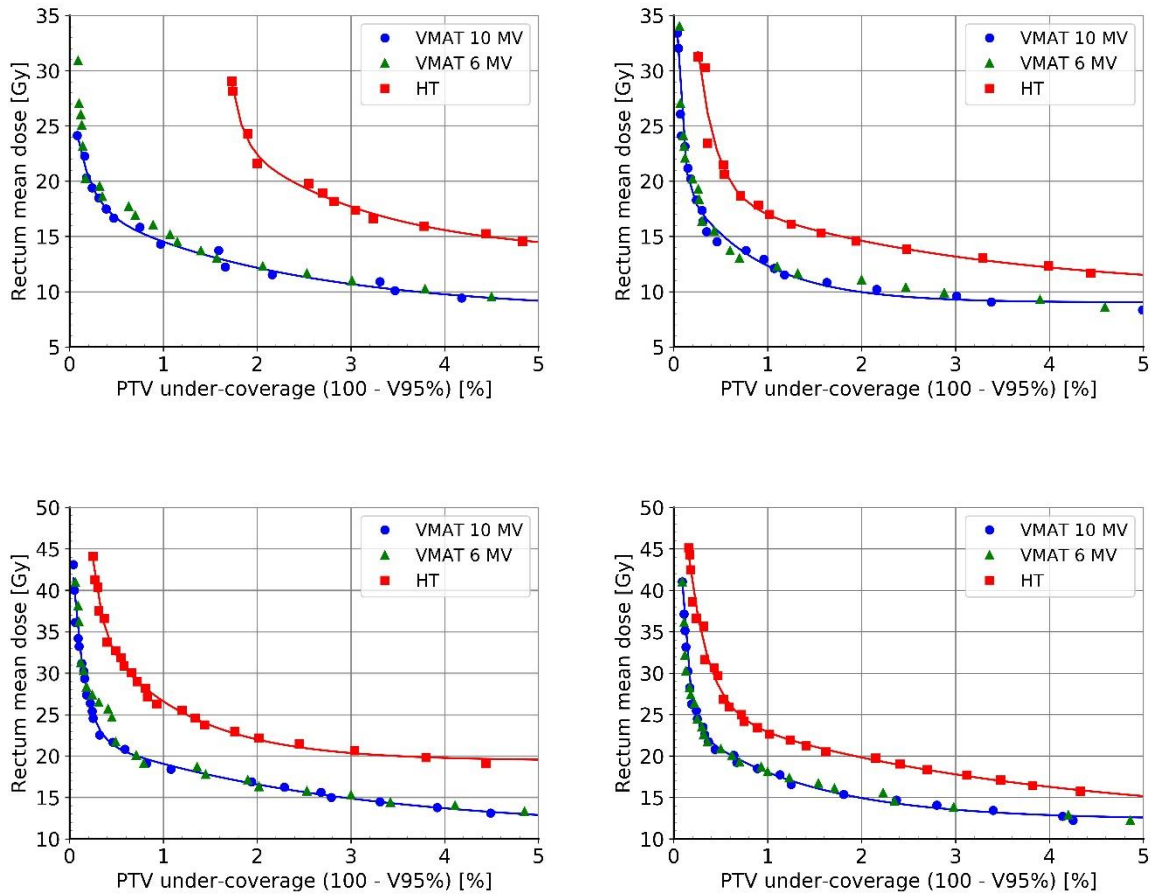 35
30
25
20
15
10
5
Rectum mean dose [Gy]
VMAT 10 MV
VMAT 6 MV
HT
0 1 2 3 4 5
PTV under-coverage (100 - V95%) [%]
35
30
25
20
15
10
5
Rectum mean dose [Gy]
VMAT 10 MV
VMAT 6 MV
HT
0 1 2 3 4 5
PTV under-coverage (100 - V95%) [%]
50
45
40
35
30
25
20
15
10
Rectum mean dose [Gy]
VMAT 10 MV
VMAT 6 MV
HT
0 1 2 3 4 5
PTV under-coverage (100 - V95%) [%]
50
45
40
35
30
25
20
15
10
Rectum mean dose [Gy]
VMAT 10 MV
VMAT 6 MV
HT
0 1 2 3 4 5
PTV under-coverage (100 - V95%) [%]